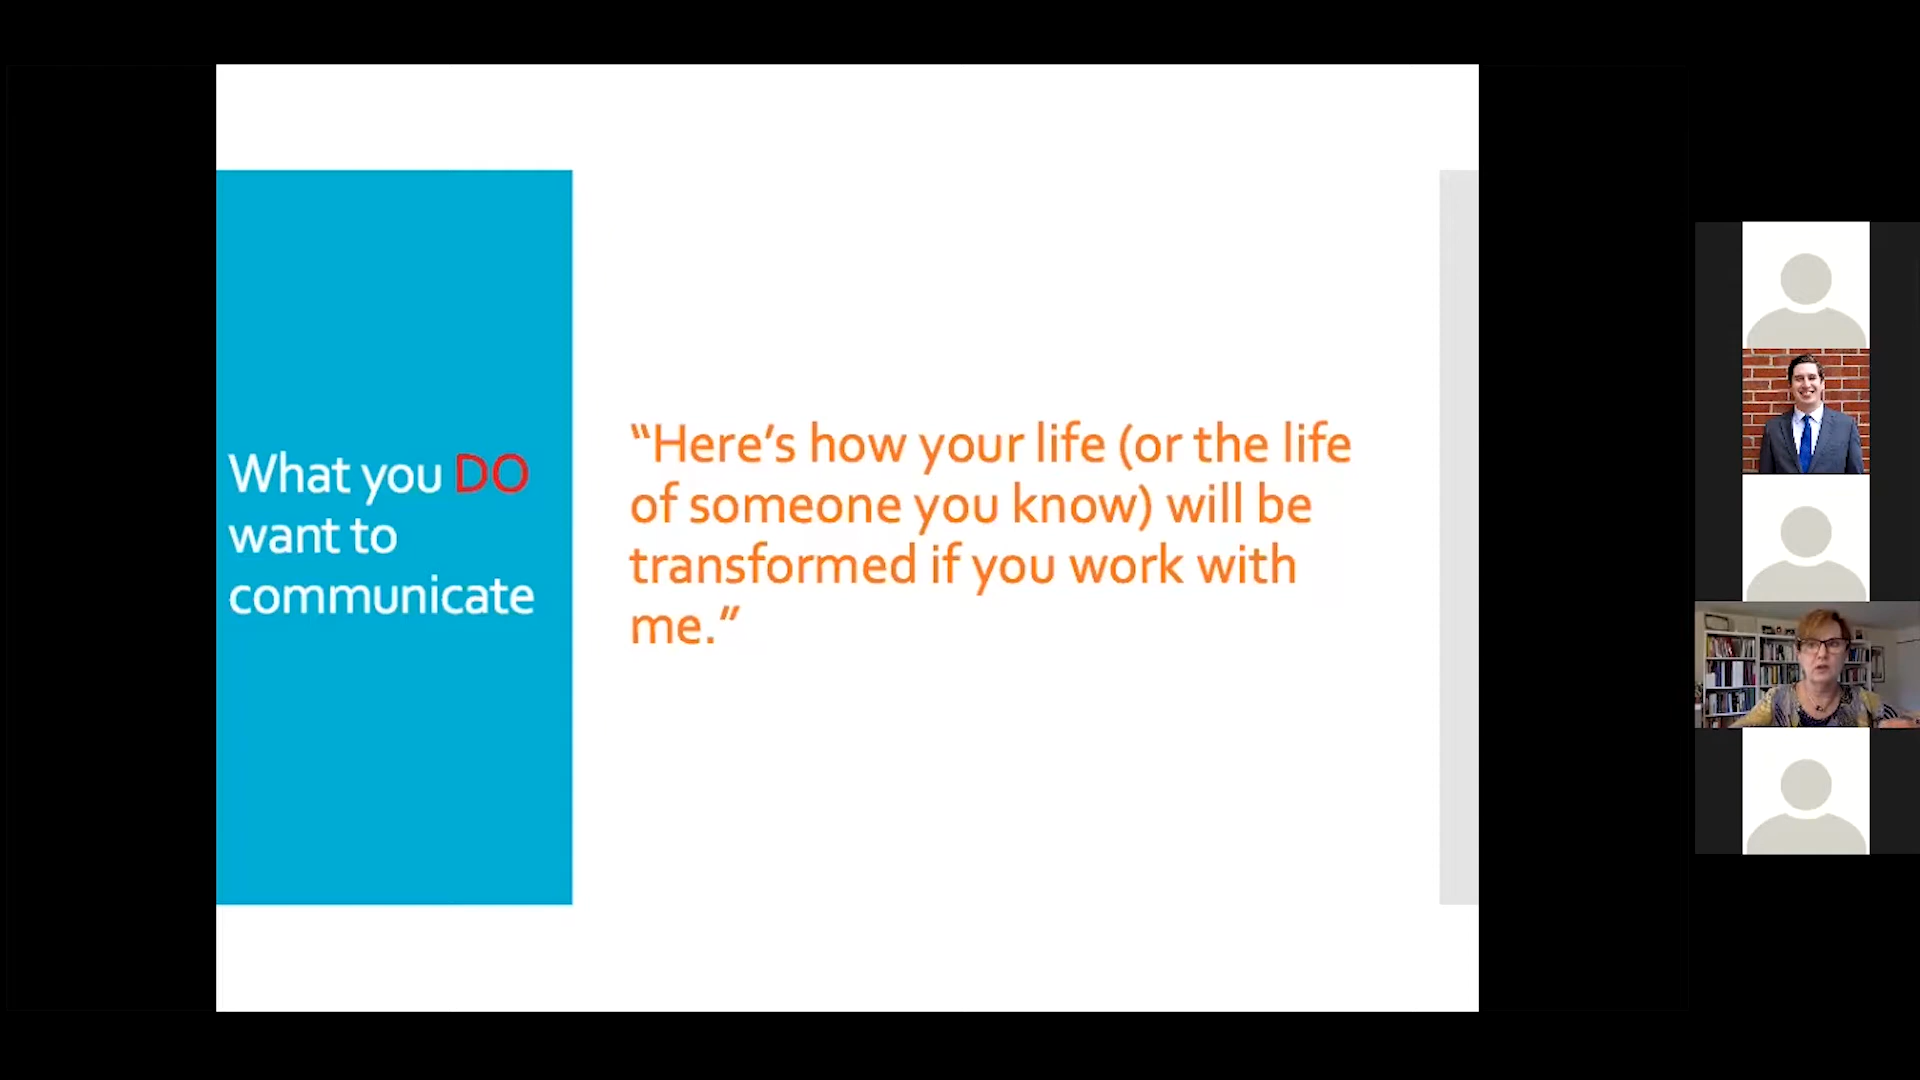 What you DO
want to
communicate
“Here’s how your life (or the life
of someone you know) will be
transformed if you work with
me.”